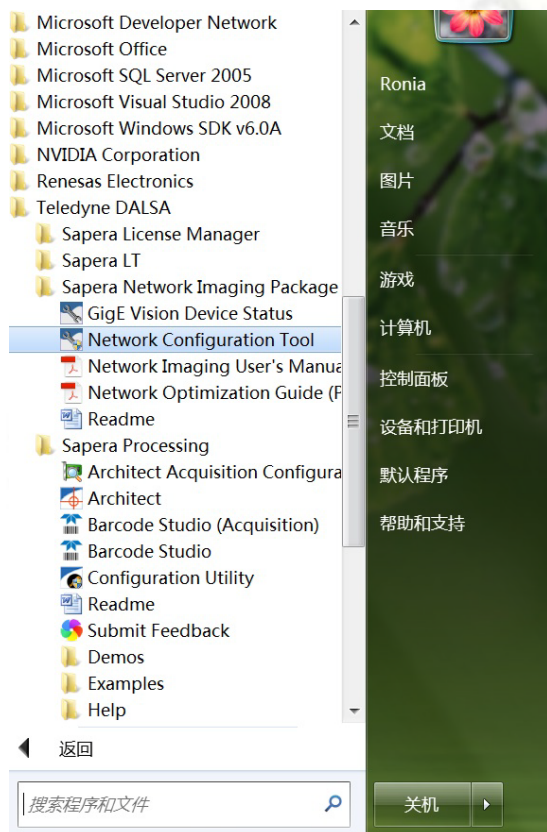 Microsoft Developer Network
Microsoft Office
Microsoft SQL Server 2005
Microsoft Visual Studio 2008
Microsoft Windows SDK v6.0A
NVIDIA Corporation
Renesas Electronics
Teledyne DALSA
Sapera License Manager
Sapera LT
Sapera Network Imaging Package
GigE Vision Device Status
Network Configuration Tool
Network Imaging User's Manua
Network Optimization Guide (P
Readme
Sapera Processing
Architect Acquisition Configura
Architect
Barcode Studio (Acquisition)
Barcode Studio
Configuration Utility
Readme
Submit Feedback
Demos
Examples
Help
返回
搜索程序和文件
Ronia
文档
图片
音乐
游戏
计算机
控制面板
设备和打印机
默认程序
帮助和支持
关机